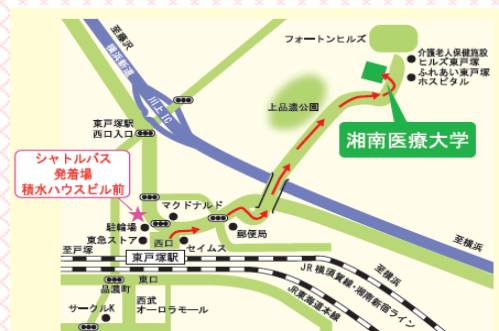 至藤沢
横浜新道
川上IC
フォートンヒルズ
介護老人保健施設
ヒルズ東戸塚
ふれあい東戸塚
ホスピタル
上品濃公園
湘南医療大学
東戸塚駅
西口入口
シャトルバス
発着場
積水ハウスビル前
マクドナルド
駐輪場
東急ストア
西口
セイムス
郵便局
至横浜
至戸塚
東戸塚駅
東口
品濃町
サークルK
西武
オーロラモール
JR 横須賀線・湘南新宿ライン
至横浜
JR東海道本線